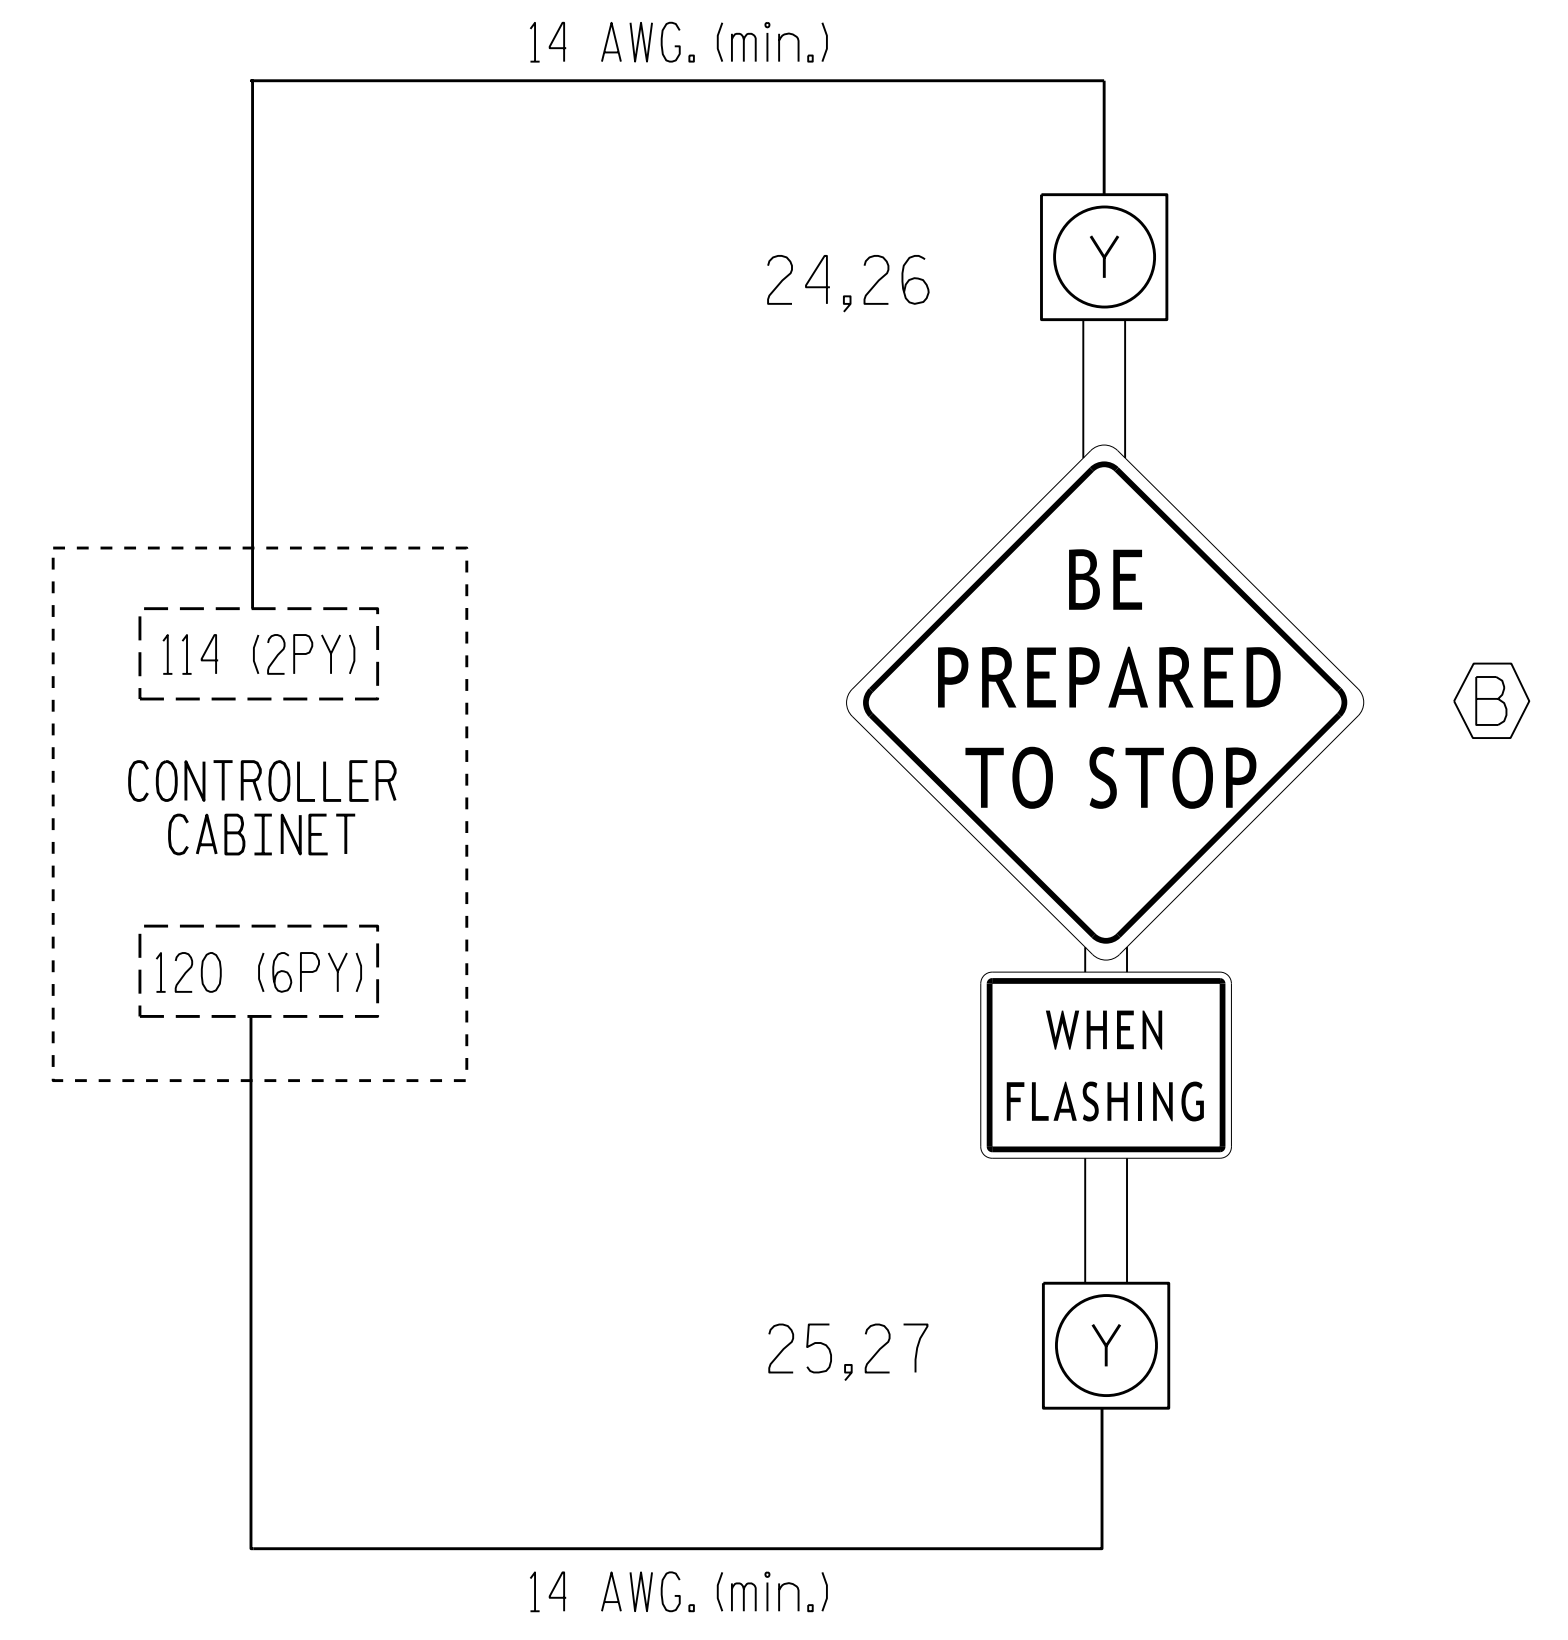 14 AWG. (min.)
Y
24,26
BE
PREPARED
TO STOP
B
114 (2PY)
CONTROLLER
CABINET
120 (6PY)
WHEN
FLASHING
25,27
Y
14 AWG. (min.)